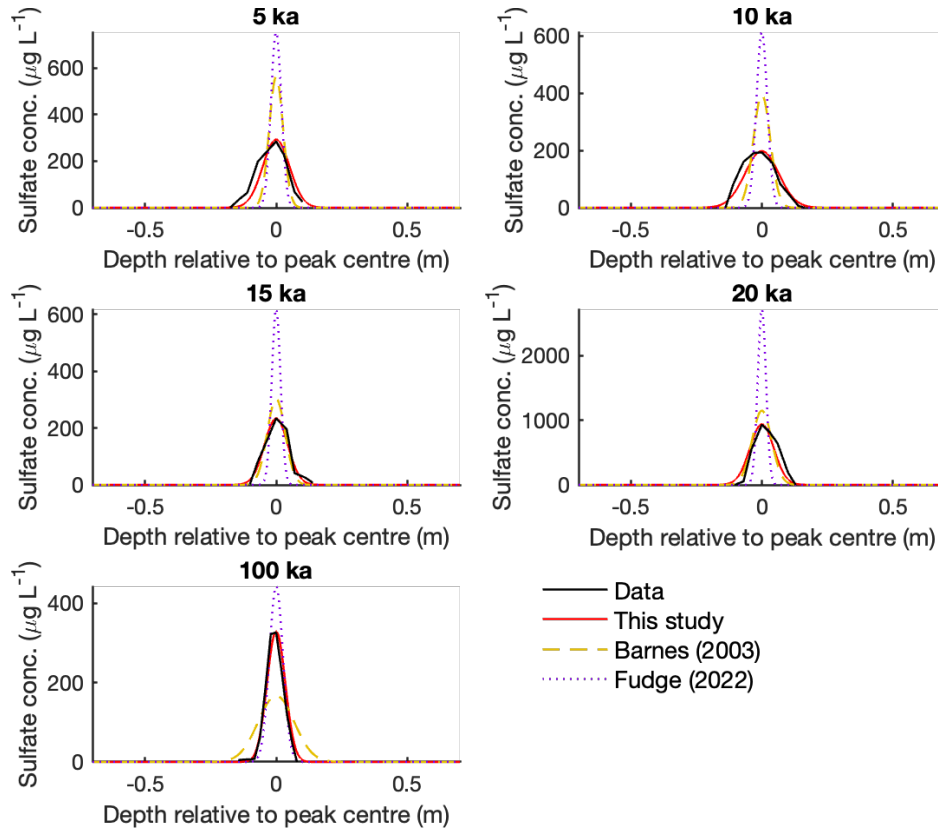 5 ka
Sulfate conc. (μg L⁻¹)
600
400
200
0
-0.5 0 0.5
Depth relative to peak centre (m)
10 ka
Sulfate conc. (μg L⁻¹)
600
400
200
0
-0.5 0 0.5
Depth relative to peak centre (m)
15 ka
Sulfate conc. (μg L⁻¹)
600
400
200
0
-0.5 0 0.5
Depth relative to peak centre (m)
20 ka
Sulfate conc. (μg L⁻¹)
2000
1000
0
-0.5 0 0.5
Depth relative to peak centre (m)
100 ka
Sulfate conc. (μg L⁻¹)
400
200
0
-0.5 0 0.5
Depth relative to peak centre (m)
Data
This study
Barnes (2003)
Fudge (2022)